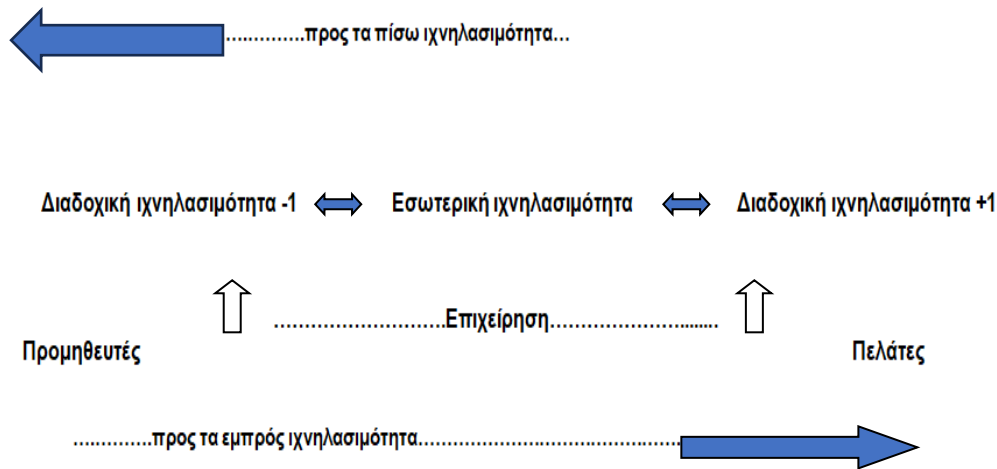 …..……….προς τα πίσω ιχνηλασιμότητα…
Διαδοχική ιχνηλασιμότητα -1 Εσωτερική ιχνηλασιμότητα Διαδοχική ιχνηλασιμότητα +1
……………………….Επιχείρηση…………………........
Προμηθευτές Πελάτες
…..……….προς τα εμπρός ιχνηλασιμότητα………………………………………